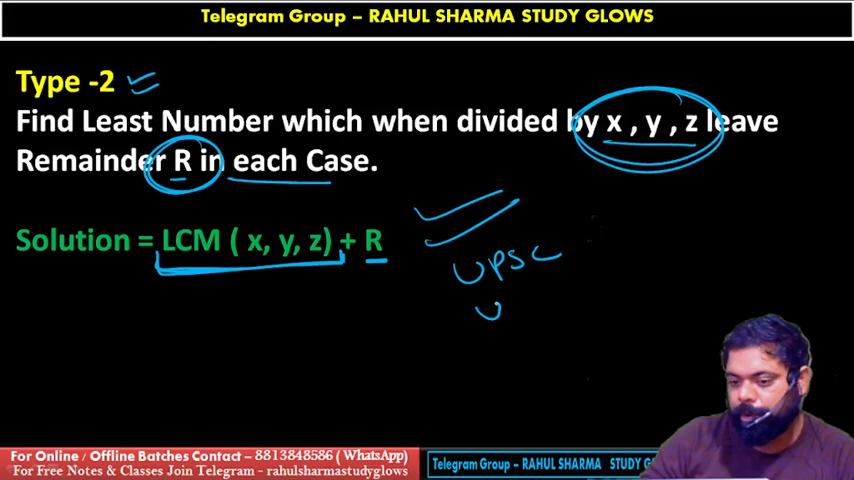 Telegram Group – RAHUL SHARMA STUDY GLOWS
Type -2
Find Least Number which when divided by x , y , z leave
Remainder R in each Case.
Solution = LCM ( x, y, z) + R
UPSC
U
For Online / Offline Batches Contact – 8813848586 ( WhatsApp)
For Free Notes & Classes Join Telegram - rahulsharmastudyglows
Telegram Group – RAHUL SHARMA STUDY